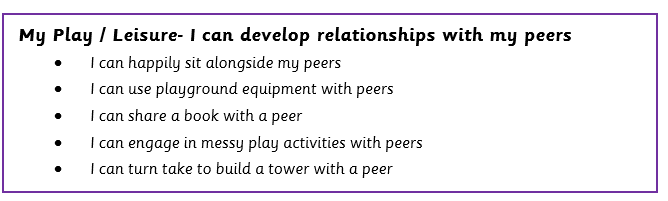 My Play / Leisure- I can develop relationships with my peers
• I can happily sit alongside my peers
• I can use playground equipment with peers
• I can share a book with a peer
• I can engage in messy play activities with peers
• I can turn take to build a tower with a peer